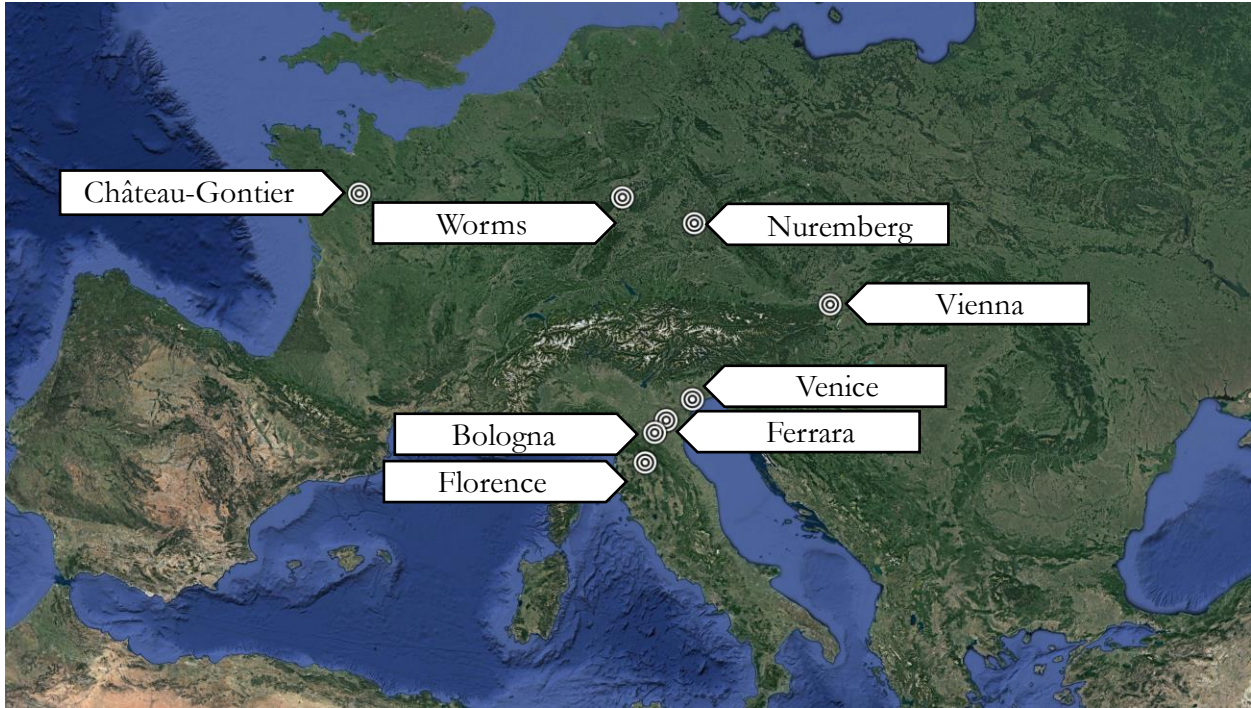 Château-Gontier
Worms
Nuremberg
Vienna
Venice
Bologna
Ferrara
Florence